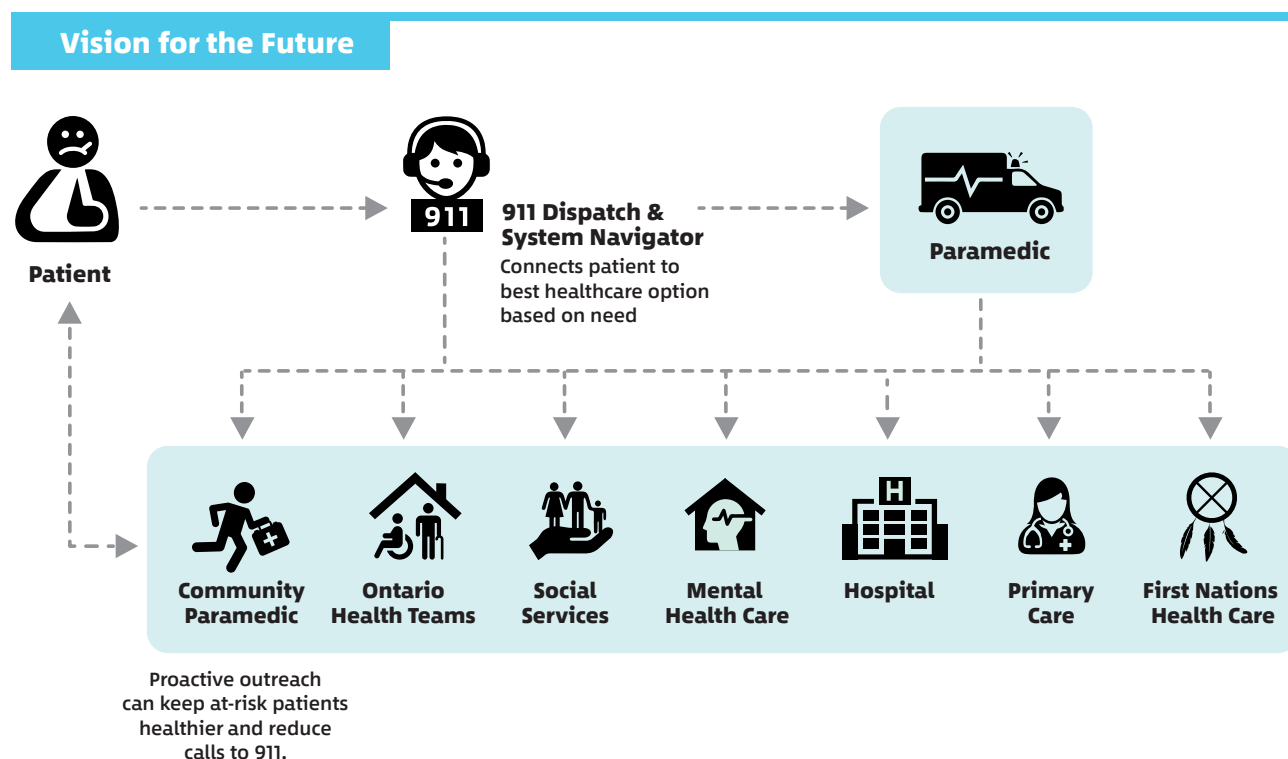 Vision for the Future
911
911 Dispatch &
System Navigator
Connects patient to
best healthcare option
based on need
Paramedic
Patient
H
Community
Paramedic
Ontario
Health Teams
Social
Services
Mental
Health Care
Hospital
Primary
Care
First Nations
Health Care
Proactive outreach
can keep at-risk patients
healthier and reduce
calls to 911.